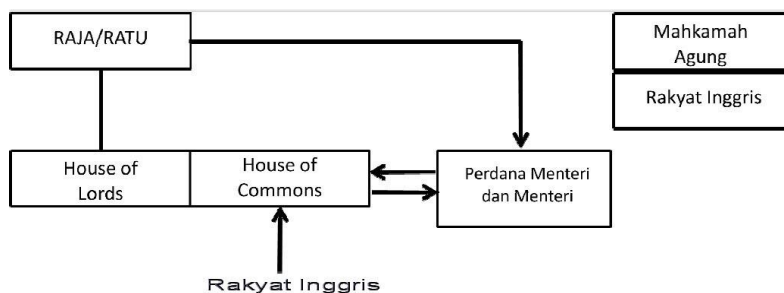 RAJA/RATU
Mahkamah
Agung
Rakyat Inggris
House of
Lords
House of
Commons
Perdana Menteri
dan Menteri
Rakyat Inggris